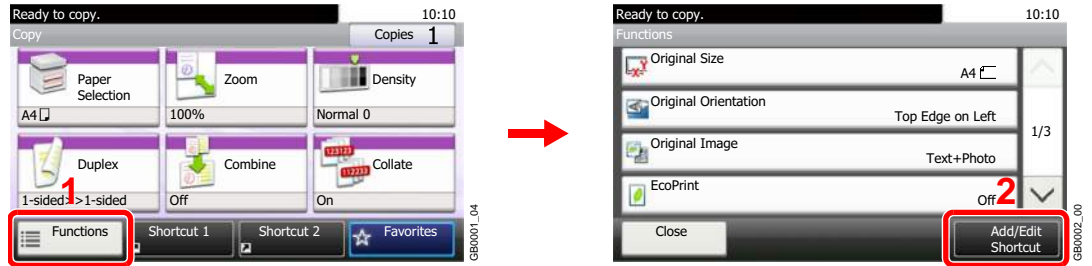 Ready to copy.
10:10
Copy
Copies 1
Paper
Selection
A4
Zoom
100%
Density
Normal 0
Duplex
1-sided>>1-sided
Combine
Off
123123
112233
Collate
On
1
Functions
Shortcut 1
Shortcut 2
Favorites
GB0001_04
Ready to copy.
10:10
Functions
Original Size
A4
Original Orientation
Top Edge on Left
Original Image
Text+Photo
EcoPrint
Off
1/3
2
Close
Add/Edit
Shortcut
GB0002_00